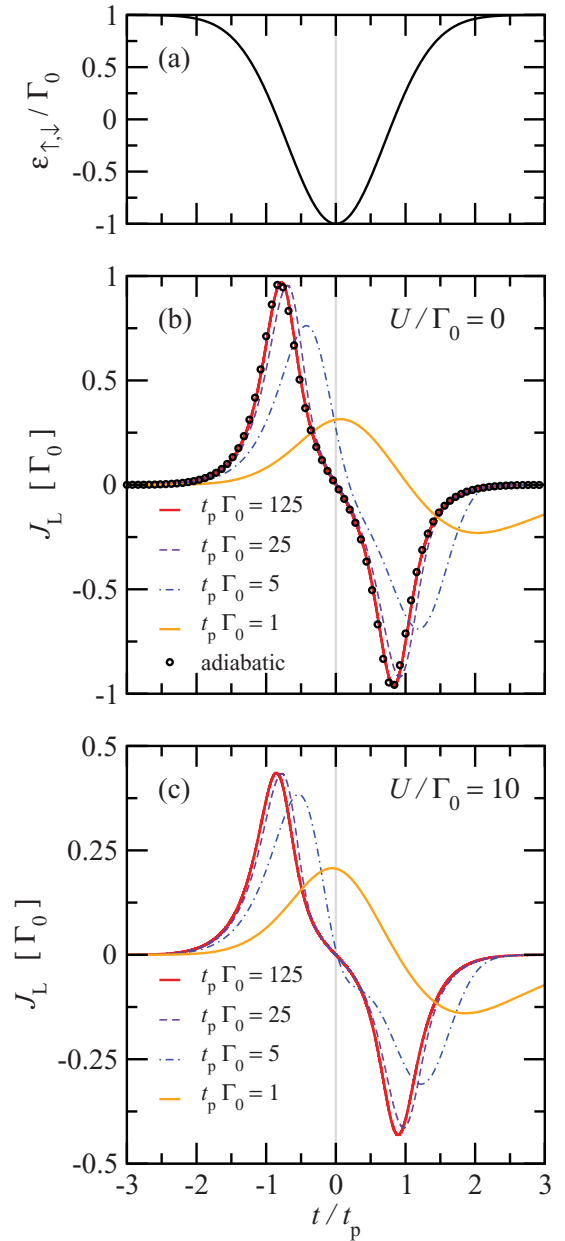 1
0.5
0
-0.5
-1
ε↑,↓ / Γ0
(a)
1
0.5
0
-0.5
-1
JL [ Γ0 ]
(b)
U / Γ0 = 0
tp Γ0 = 125
tp Γ0 = 25
tp Γ0 = 5
tp Γ0 = 1
adiabatic
0.5
0.25
0
-0.25
-0.5
JL [ Γ0 ]
(c)
U / Γ0 = 10
tp Γ0 = 125
tp Γ0 = 25
tp Γ0 = 5
tp Γ0 = 1
-3 -2 -1 0 1 2 3
t / tp